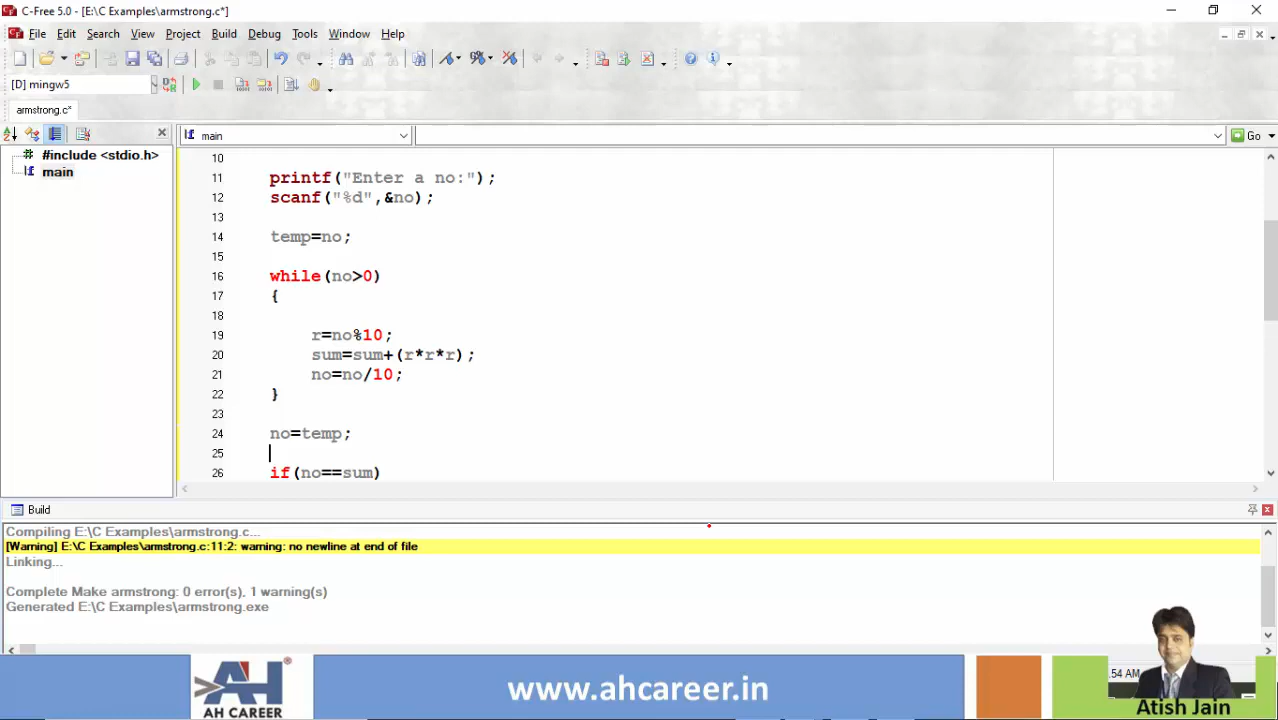 C-Free 5.0 - [E:\C Examples\armstrong.c*]
File Edit Search View Project Build Debug Tools Window Help
[D] mingw5
armstrong.c*
main
Go
#include <stdio.h>
main
10
11 printf("Enter a no:");
12 scanf("%d",&no);
13
14 temp=no;
15
16 while(no>0)
17 {
18
19 r=no%10;
20 sum=sum+(r*r*r);
21 no=no/10;
22 }
23
24 no=temp;
25
26 if(no==sum)
Build
Compiling E:\C Examples\armstrong.c...
[Warning] E:\C Examples\armstrong.c:11:2: warning: no newline at end of file
Linking...
Complete Make armstrong: 0 error(s), 1 warning(s)
Generated E:\C Examples\armstrong.exe
AH
AH CAREER
www.ahcareer.in
.54 AM
Atish Jain